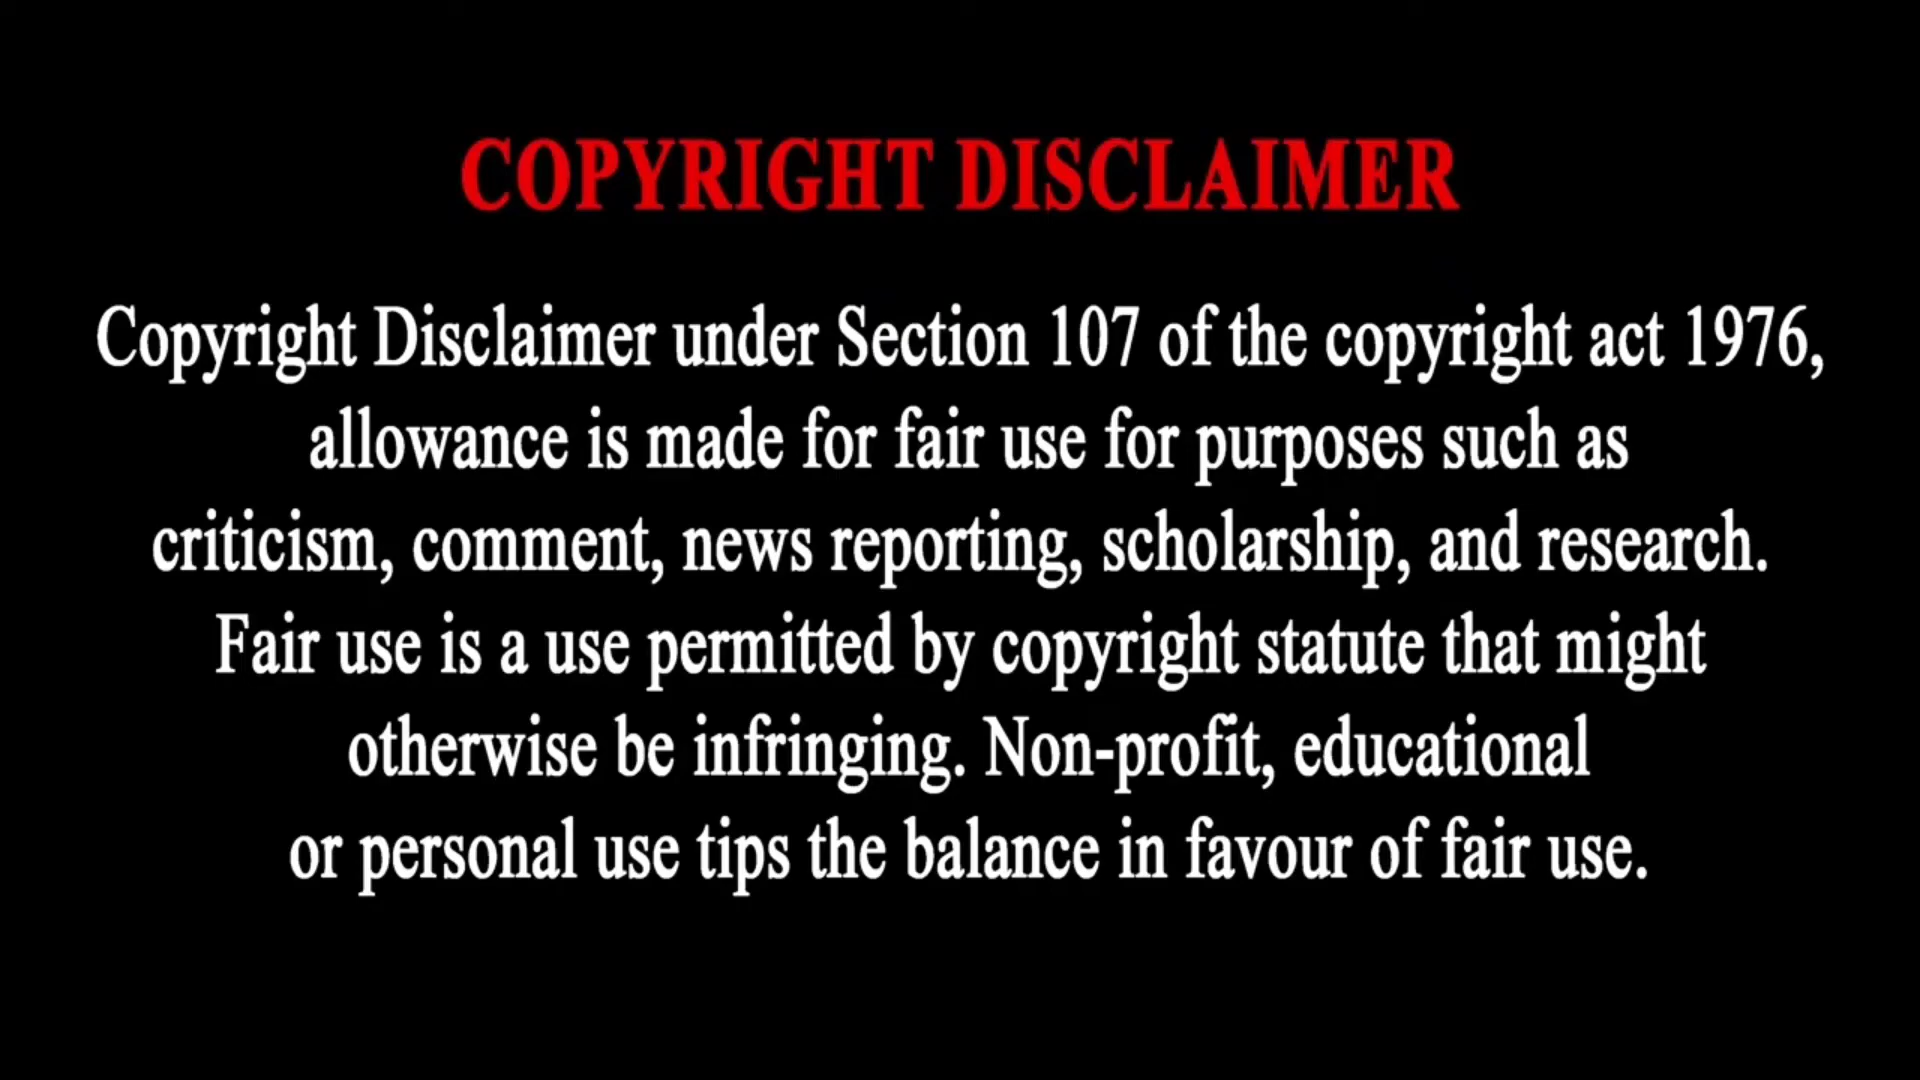 COPYRIGHT DISCLAIMER
Copyright Disclaimer under Section 107 of the copyright act 1976,
allowance is made for fair use for purposes such as
criticism, comment, news reporting, scholarship, and research.
Fair use is a use permitted by copyright statute that might
otherwise be infringing. Non-profit, educational
or personal use tips the balance in favour of fair use.